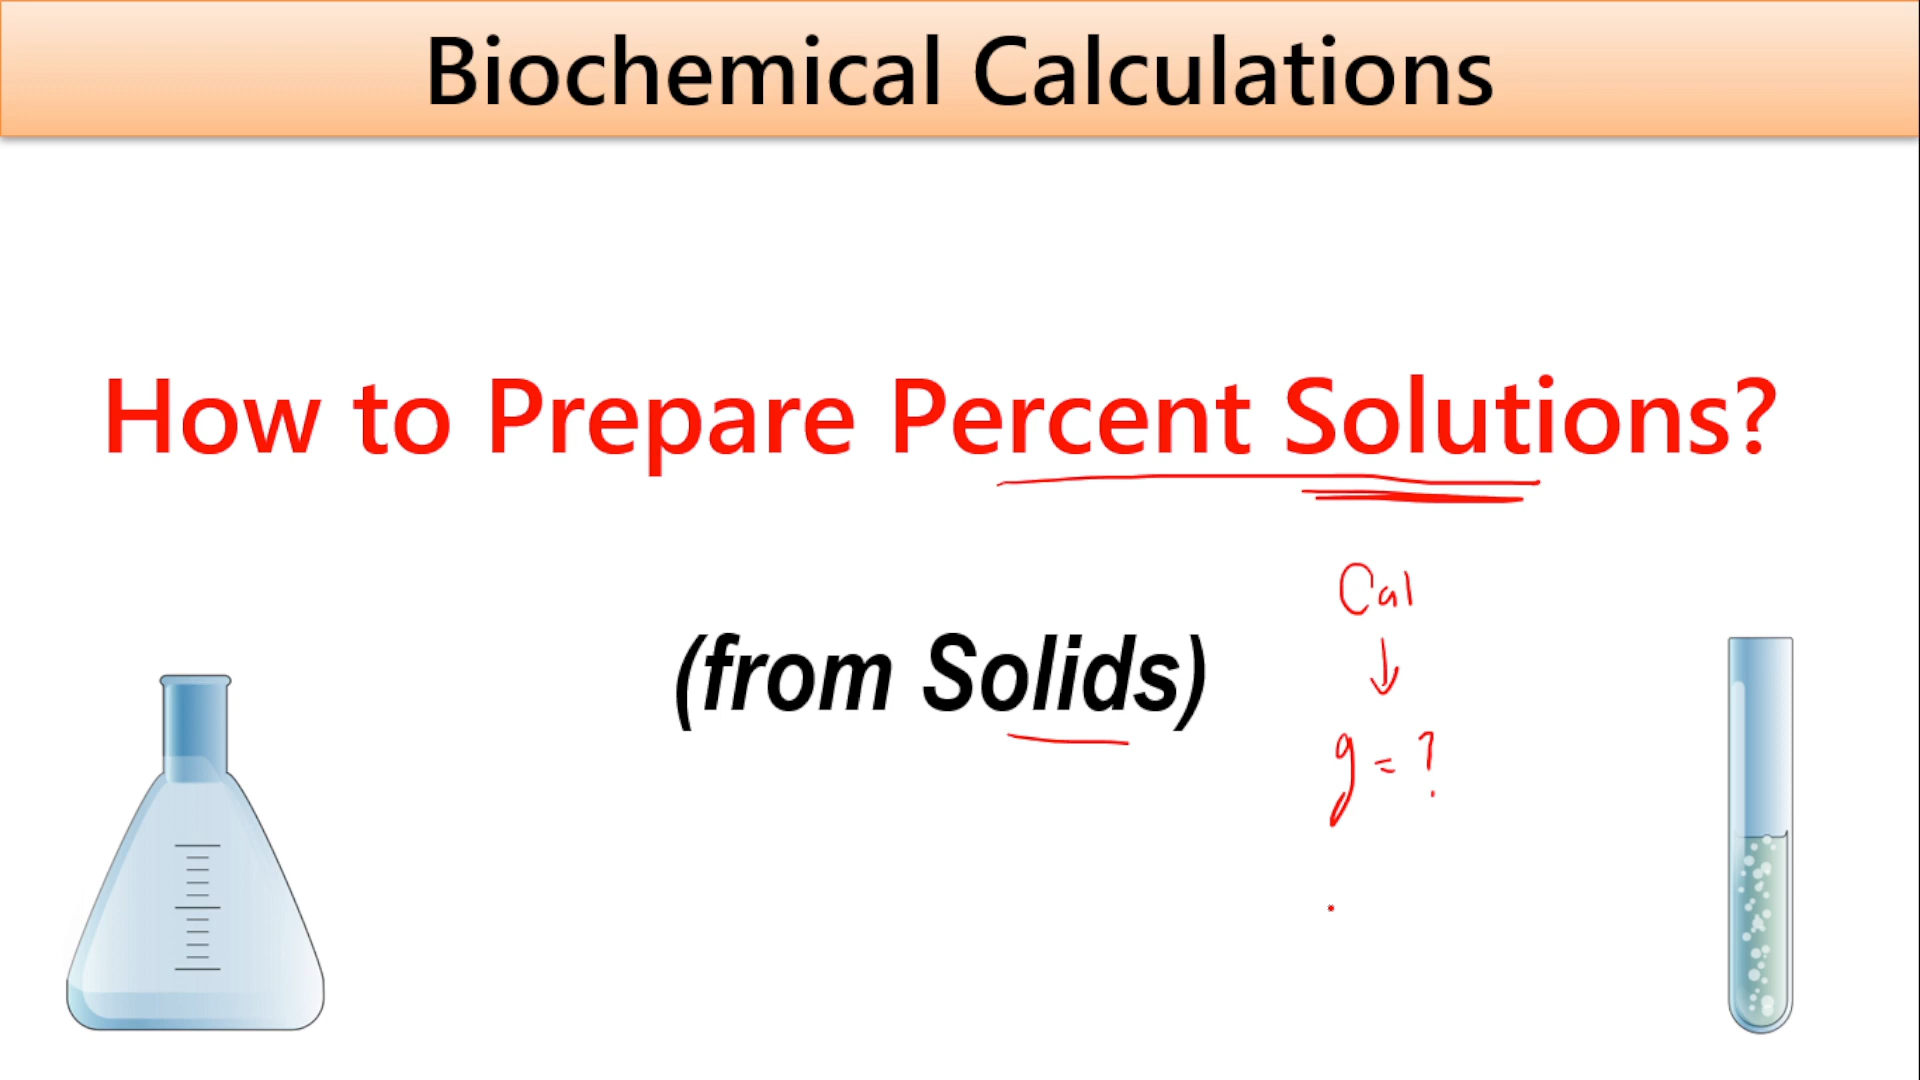 Biochemical Calculations
How to Prepare Percent Solutions?
(from Solids)
Cal
↓
g = ?